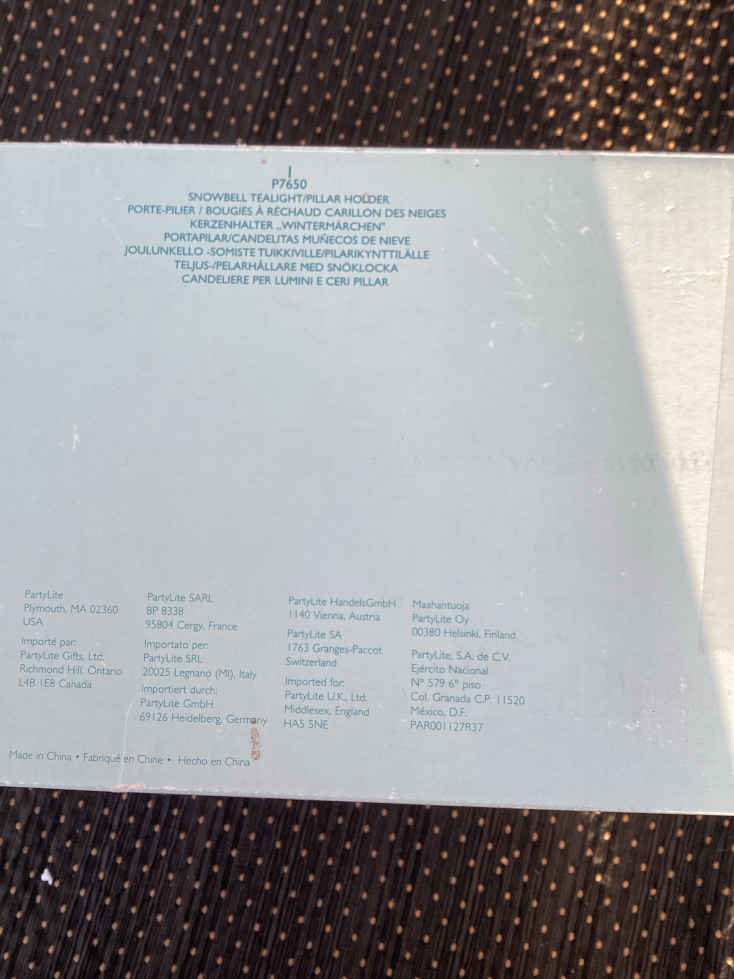 P7650
SNOWBELL TEALIGHT/PILLAR HOLDER
PORTE-PILIER / BOUGIES À RÉCHAUD CARILLON DES NEIGES
KERZENHALTER „WINTERMÄRCHEN"
PORTAPILAR/CANDELITAS MUÑECOS DE NIEVE
JOULUNKELLO -SOMISTE TUIKKIVILLE/PILARIKYNTTILÄLLE
TELJUS-/PELARHÅLLARE MED SNÖKLOCKA
CANDELIERE PER LUMINI E CERI PILLAR
PartyLite
Plymouth, MA 02360
USA
Importé par:
PartyLite Gifts, Ltd.
Richmond Hill, Ontario
L4B 1E8 Canada
PartyLite SARL
BP 8338
95804 Cergy, France
Importato per:
PartyLite SRL
20025 Legnano (MI), Italy
Importiert durch:
PartyLite GmbH
69126 Heidelberg, Germany
PartyLite HandelsGmbH
1140 Vienna, Austria
PartyLite SA
1763 Granges-Paccot
Switzerland
Imported for:
PartyLite U.K., Ltd.
Middlesex, England
HA5 5NE
Maahantuoja
PartyLite Oy
00380 Helsinki, Finland
PartyLite, S.A. de C.V.
Ejército Nacional
N° 579 6° piso
Col. Granada C.P. 11520
México, D.F.
PAR001127R37
Made in China • Fabriqué en Chine • Hecho en China